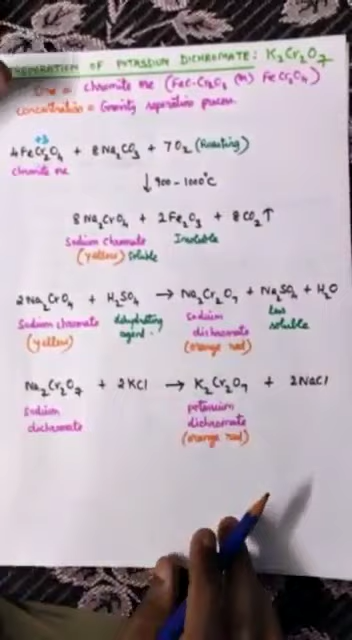 PREPARATION OF POTASSIUM DICHROMATE: K₂Cr₂O₇
Ore = chromite ore (FeO·Cr₂O₃ (or) FeCr₂O₄)
concentration = Gravity separation process
+3
4FeCr₂O₄ + 8Na₂CO₃ + 7O₂ (Roasting)
chromite ore
↓ 900-1000°C
8Na₂CrO₄ + 2Fe₂O₃ + 8CO₂↑
Sodium chromate Insoluble
(yellow) soluble
2Na₂CrO₄ + H₂SO₄ → Na₂Cr₂O₇ + Na₂SO₄ + H₂O
Sodium chromate dehydrating sodium less
(yellow) agent. dichromate soluble
(orange red)
Na₂Cr₂O₇ + 2KCl → K₂Cr₂O₇ + 2NaCl
Sodium potassium
dichromate dichromate
(orange red)